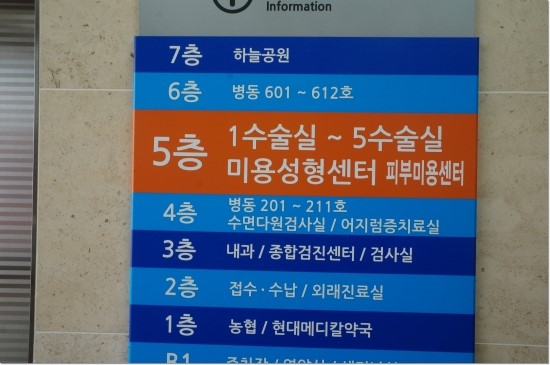 Information
7층 하늘공원
6층 병동 601 ~ 612호
5층 1수술실 ~ 5수술실
미용성형센터 피부미용센터
4층 병동 201 ~ 211호
수면다원검사실 / 어지럼증치료실
3층 내과 / 종합검진센터 / 검사실
2층 접수 · 수납 / 외래진료실
1층 농협 / 현대메디칼약국
B1